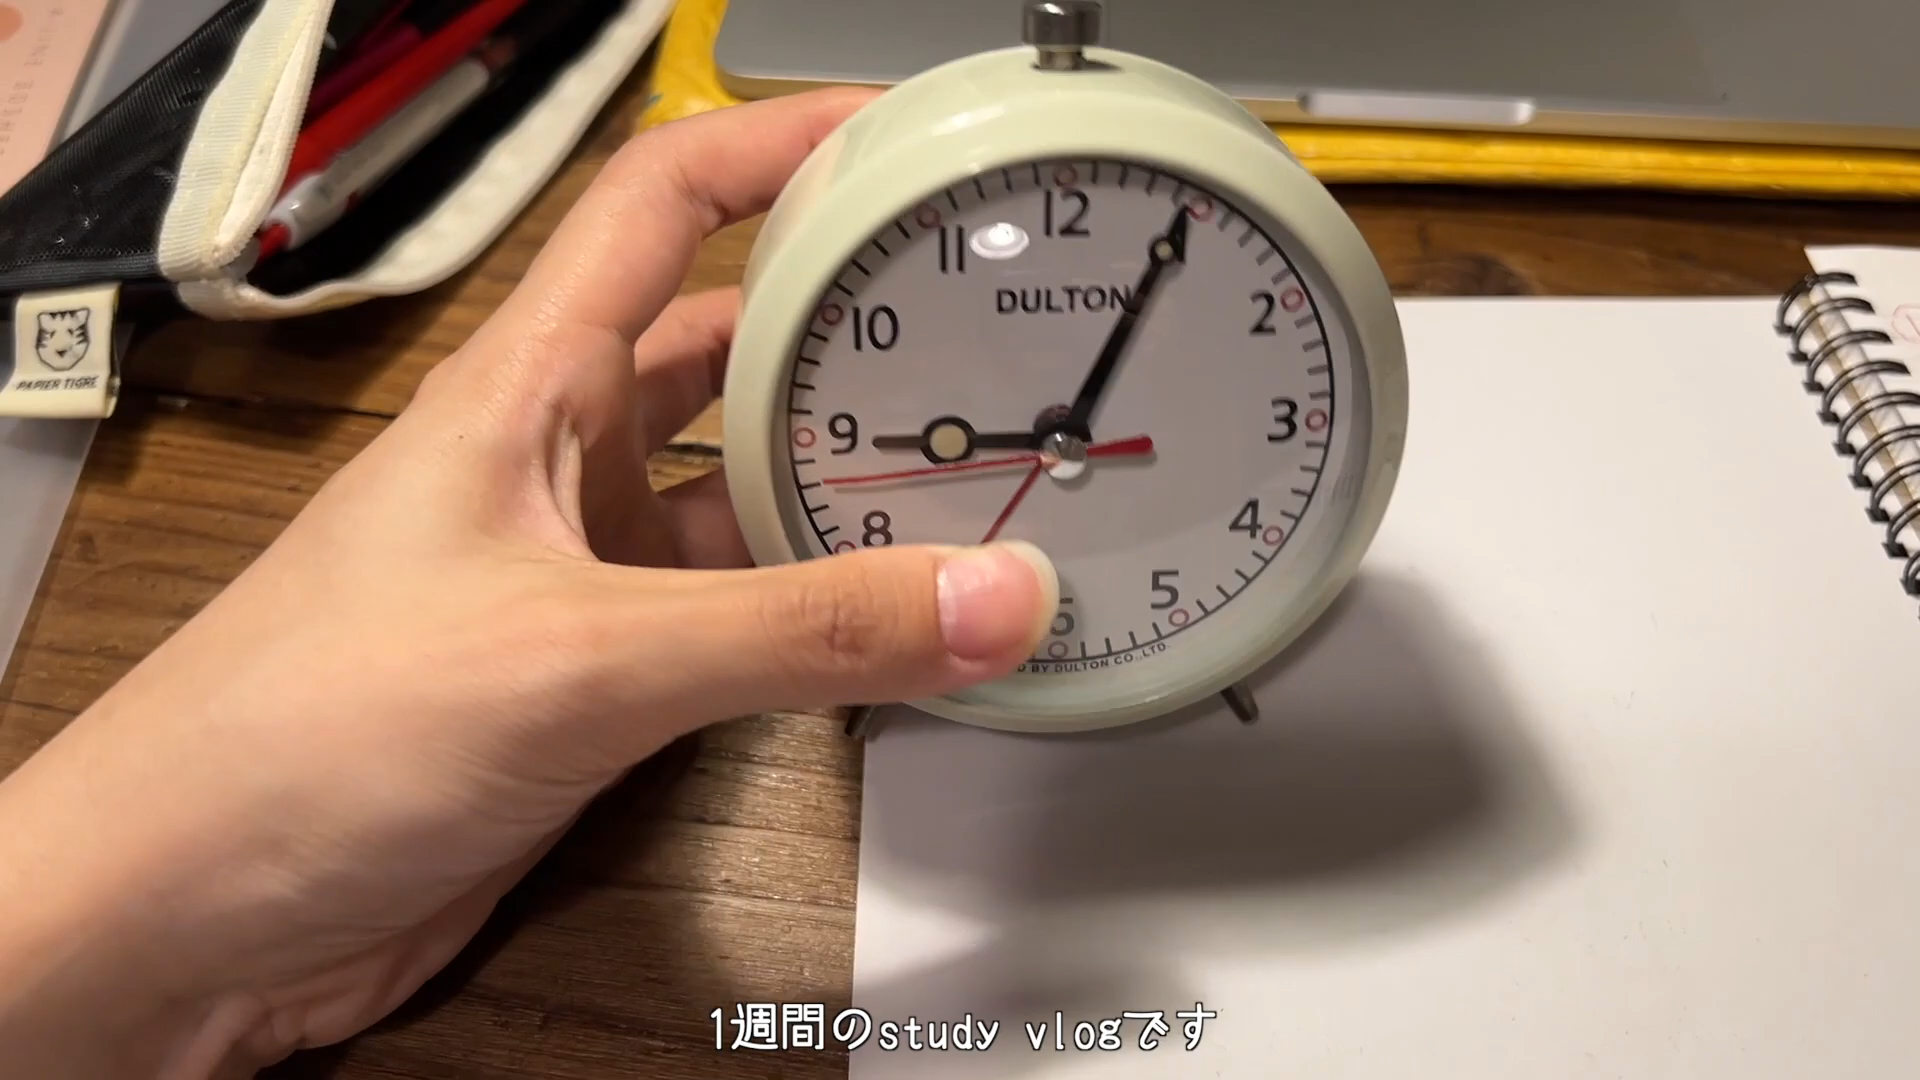 12
11
DULTON
10
2
9
3
8
4
5
6
D BY DULTON CO.,LTD.
PAPIER TIGRE
1週間のstudy vlogです